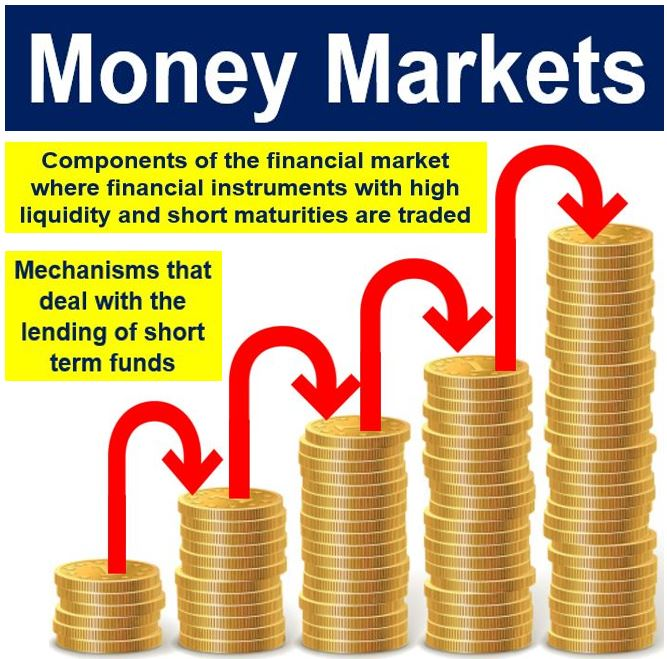 Money Markets
Components of the financial market
where financial instruments with high
liquidity and short maturities are traded
Mechanisms that
deal with the
lending of short
term funds